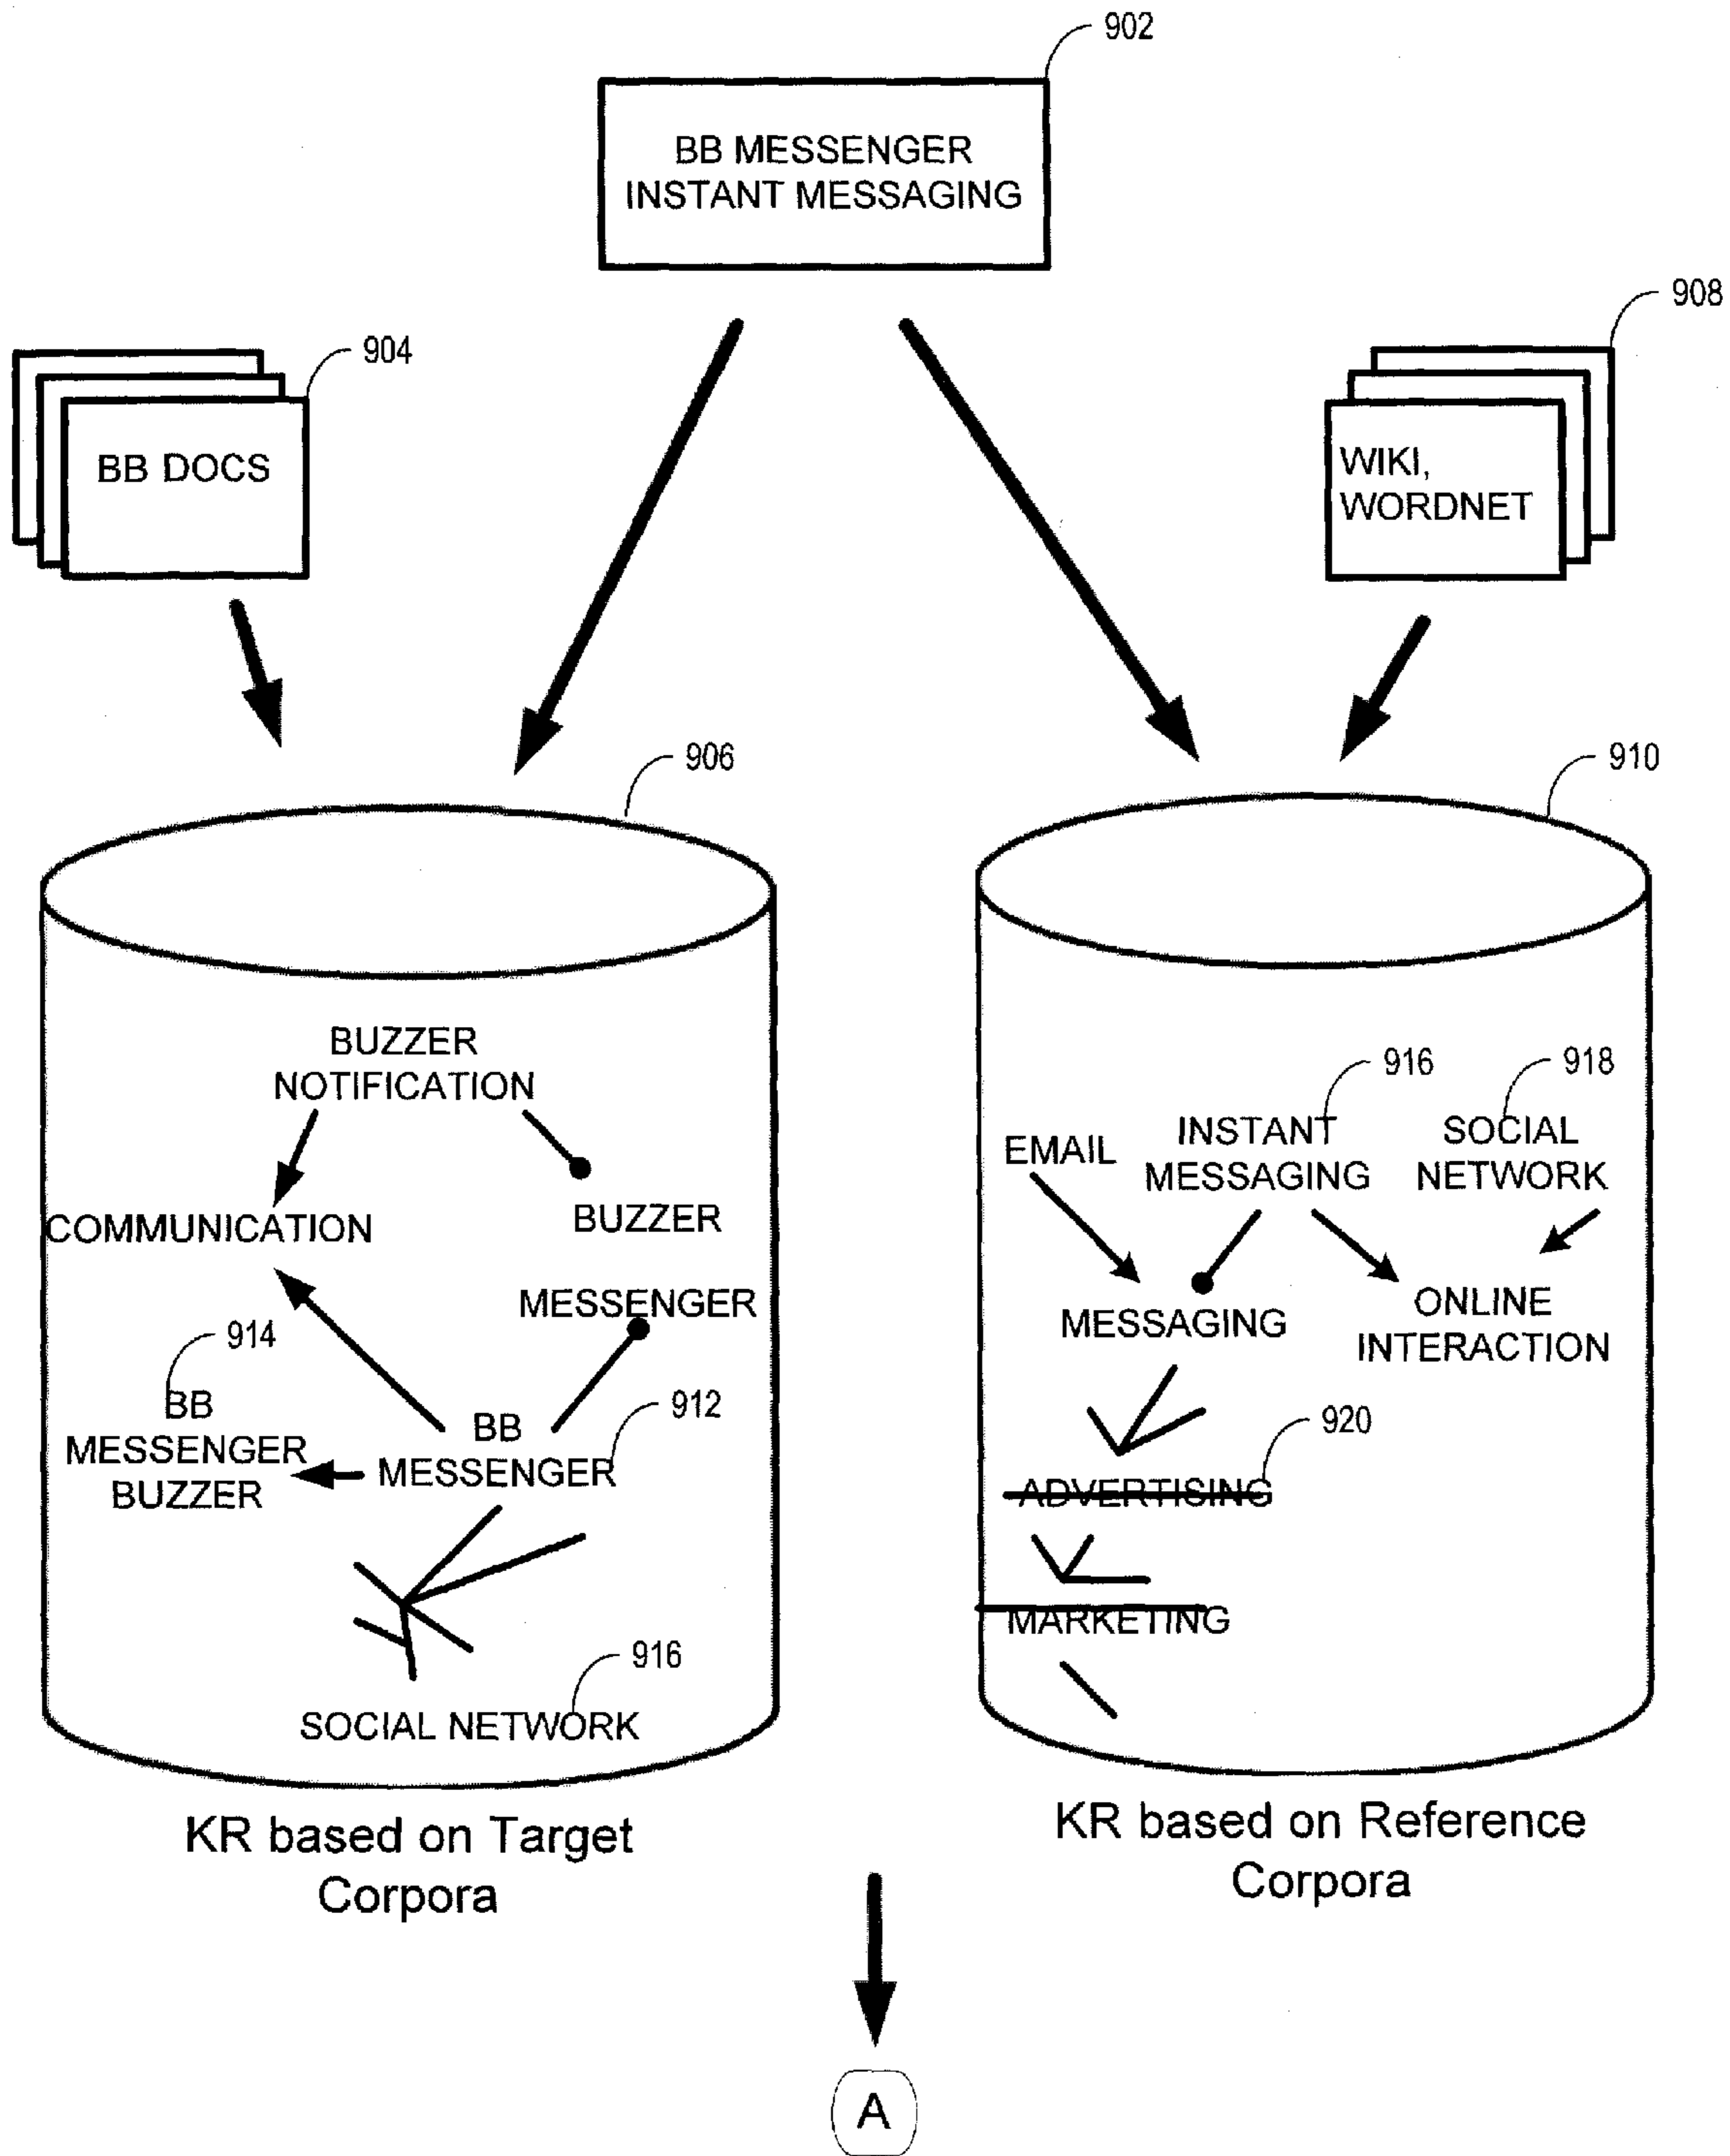 902
BB MESSENGER
INSTANT MESSAGING
908
904
BB DOCS
WIKI,
WORDNET
906
910
BUZZER
NOTIFICATION
COMMUNICATION
BUZZER
MESSENGER
914
BB
MESSENGER
BUZZER
912
BB
MESSENGER
916
SOCIAL NETWORK
916
918
EMAIL
INSTANT
MESSAGING
SOCIAL
NETWORK
MESSAGING
ONLINE
INTERACTION
920
ADVERTISING
MARKETING
KR based on Target
Corpora
KR based on Reference
Corpora
A